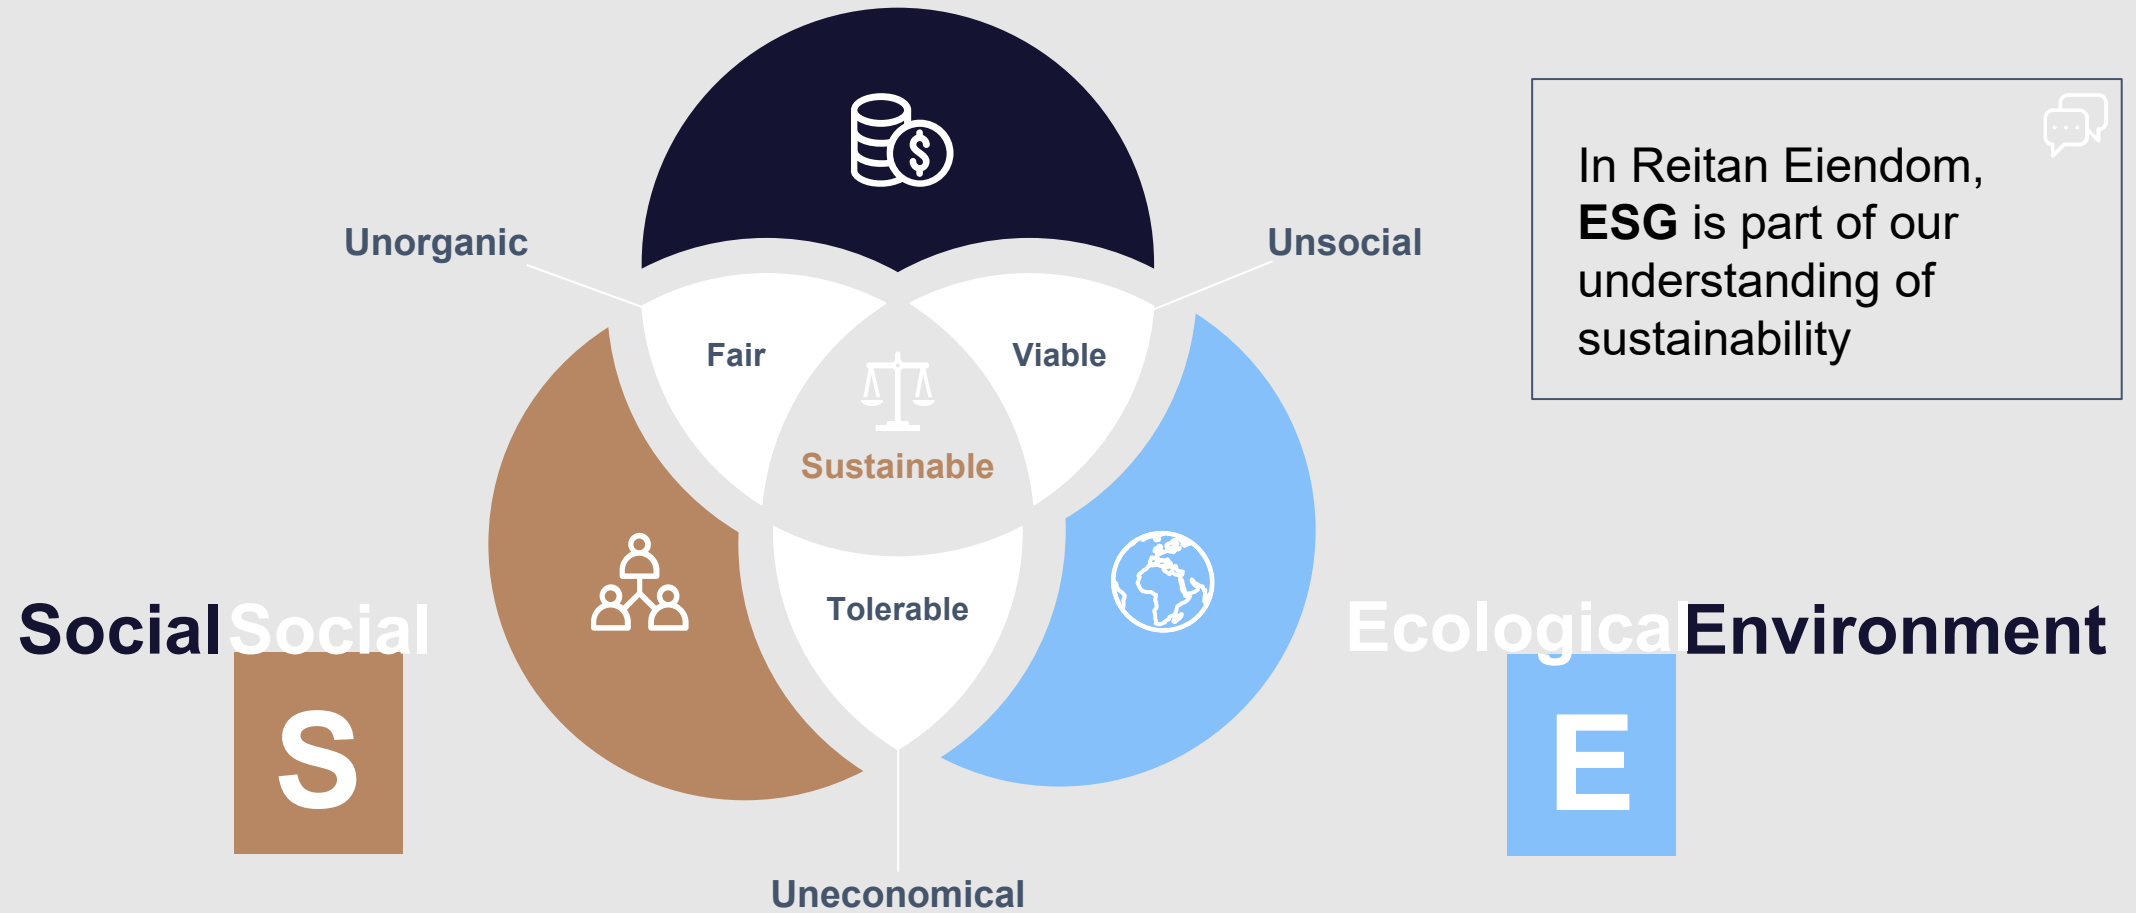 Unorganic
Unsocial
Fair
Viable
Sustainable
Tolerable
Uneconomical
In Reitan Eiendom,
ESG is part of our
understanding of
sustainability
Social Social
S
Ecological Environment
E